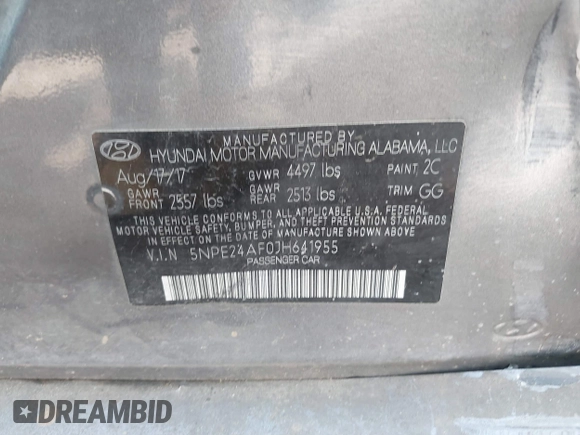 MANUFACTURED BY
HYUNDAI MOTOR MANUFACTURING ALABAMA, LLC
Aug/17/17 GVWR 4497 lbs PAINT 2C
GAWR FRONT 2557 lbs GAWR REAR 2513 lbs TRIM GG
THIS VEHICLE CONFORMS TO ALL APPLICABLE U.S.A. FEDERAL
MOTOR VEHICLE SAFETY, BUMPER, AND THEFT PREVENTION STANDARDS
IN EFFECT ON THE DATE OF MANUFACTURE SHOWN ABOVE
V.I.N 5NPE24AF0JH641955
PASSENGER CAR
DREAMBID